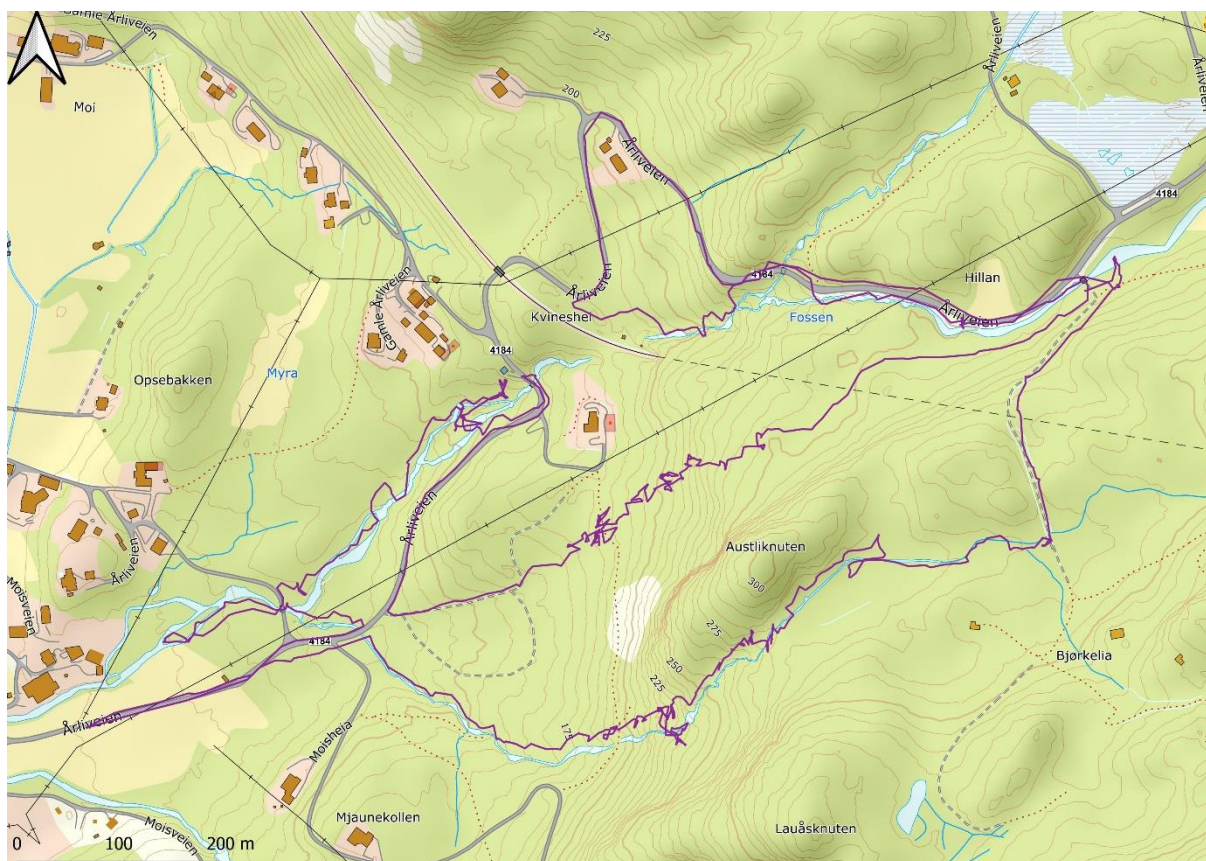 Gamle Årliveien
Moi
225
200
Årliveien
Årliveien
Årliveien
4184
Årliveien
Årliveien
Kvineshei
4184
Fossen
Hillan
Årliveien
Gamle Årliveien
4184
Opsebakken
Myra
Årliveien
Årliveien
Moisveien
4184
Austliknuten
300
275
250
225
175
Bjørkelia
Årliveien
Moisheia
Mjaunekollen
Moisveien
Lauåsknuten
0 100 200 m